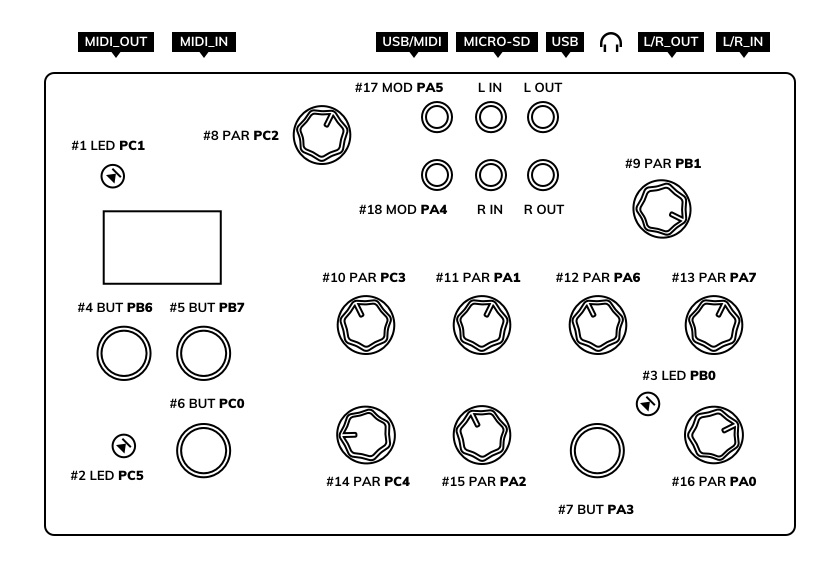 MIDI_OUT
MIDI_IN
USB/MIDI
MICRO-SD
USB
L/R_OUT
L/R_IN
#17 MOD PA5
L IN
L OUT
#8 PAR PC2
#1 LED PC1
#9 PAR PB1
#18 MOD PA4
R IN
R OUT
#10 PAR PC3
#11 PAR PA1
#12 PAR PA6
#13 PAR PA7
#4 BUT PB6
#5 BUT PB7
#3 LED PB0
#6 BUT PC0
#2 LED PC5
#14 PAR PC4
#15 PAR PA2
#16 PAR PA0
#7 BUT PA3